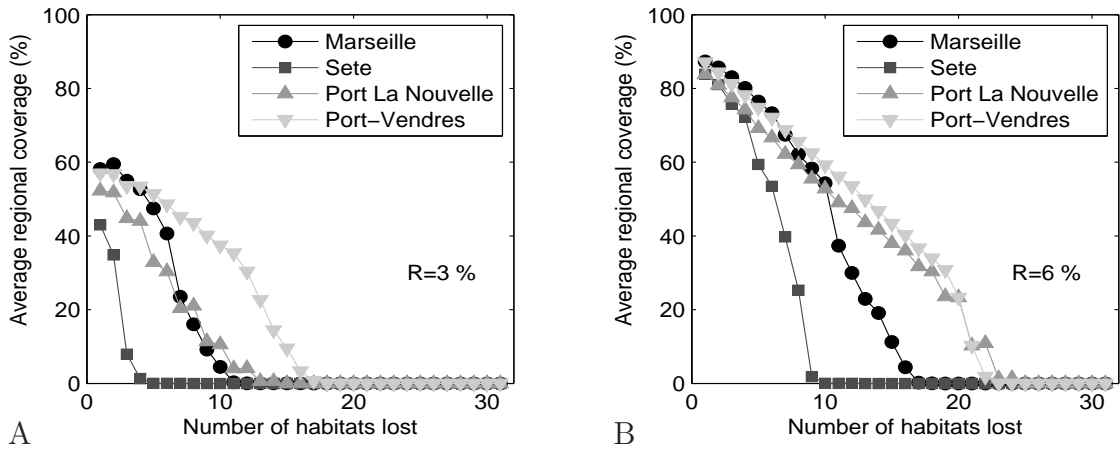 100
80
60
40
20
0
Average regional coverage (%)
Marseille
Sete
Port La Nouvelle
Port−Vendres
R=3 %
0 10 20 30
Number of habitats lost
A
100
80
60
40
20
0
Average regional coverage (%)
Marseille
Sete
Port La Nouvelle
Port−Vendres
R=6 %
0 10 20 30
Number of habitats lost
B